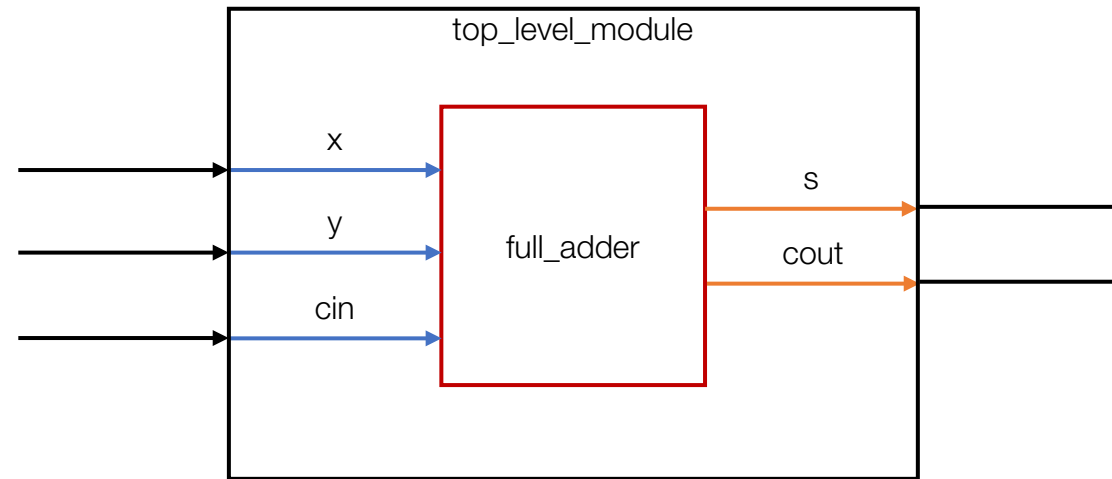 top_level_module
x
y
cin
full_adder
s
cout